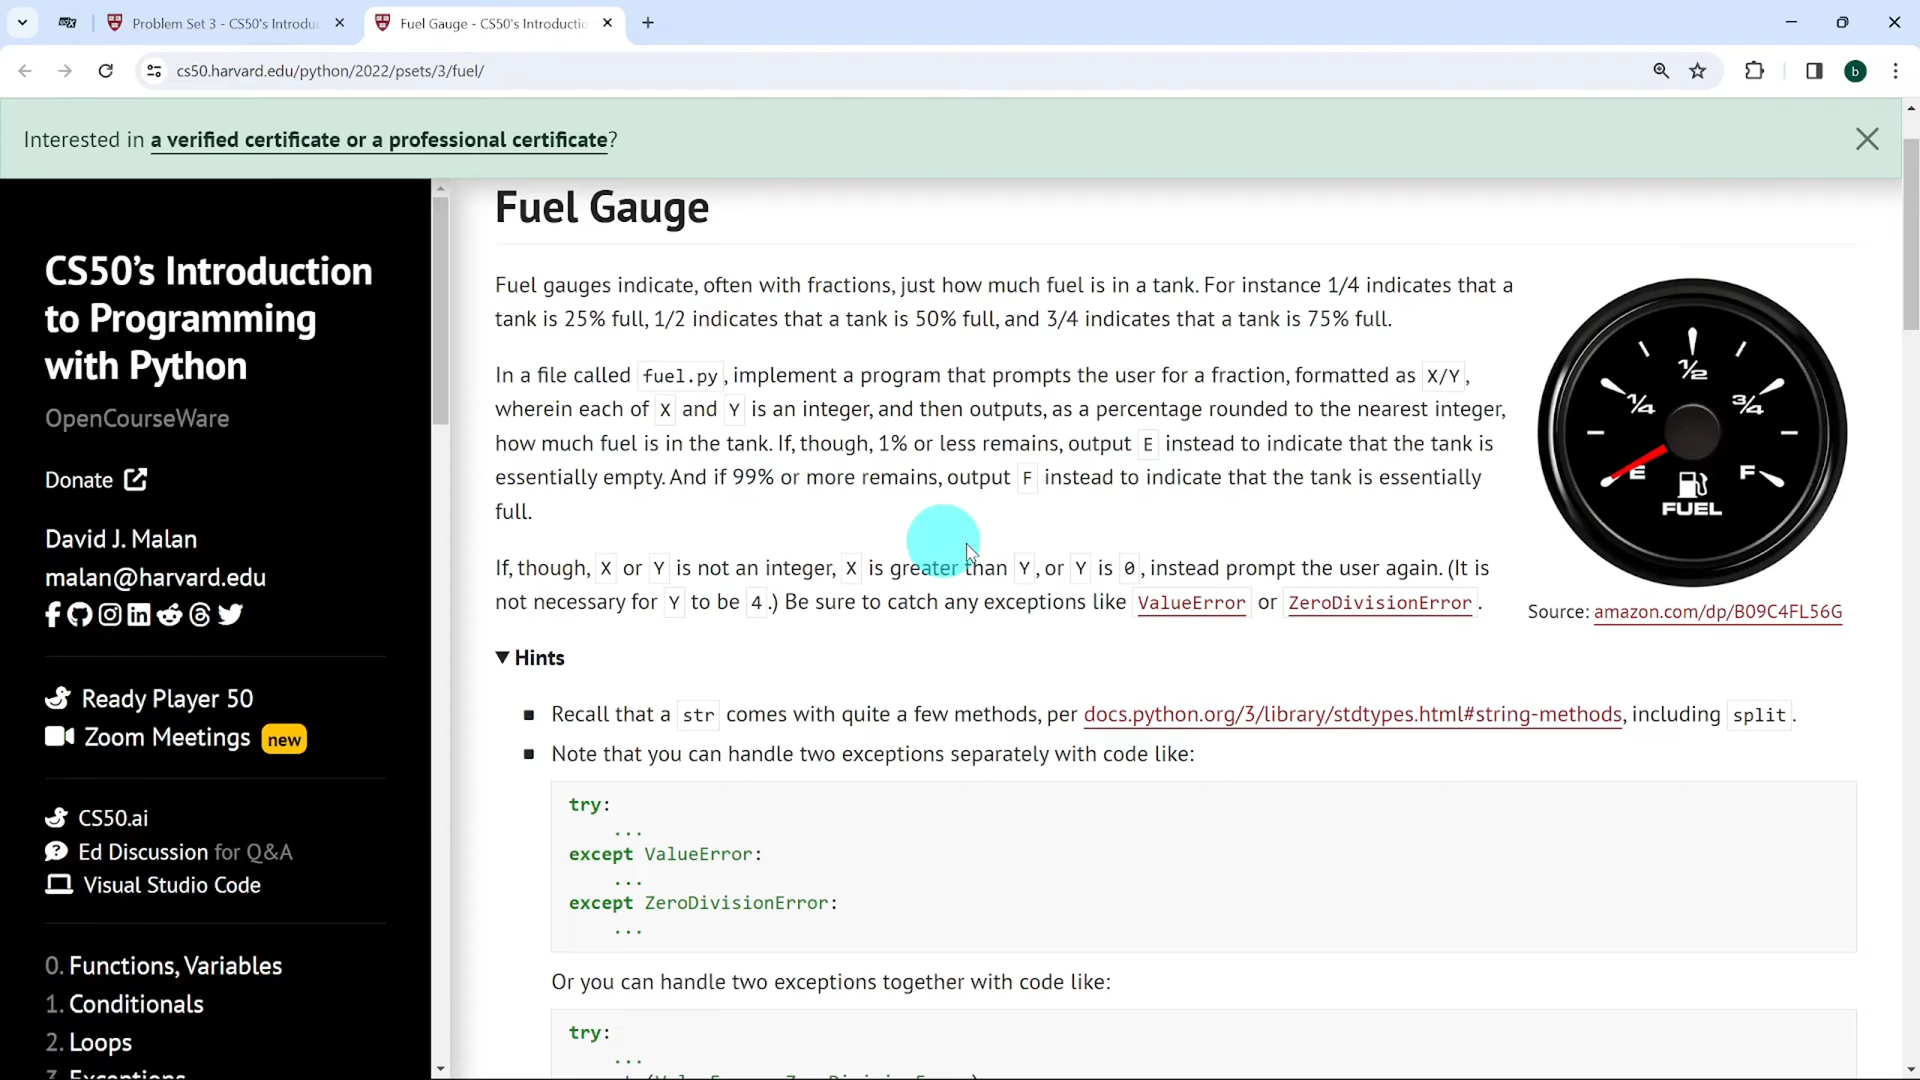 Problem Set 3 - CS50's Introdu
Fuel Gauge - CS50's Introductio
cs50.harvard.edu/python/2022/psets/3/fuel/
b
Interested in a verified certificate or a professional certificate?
CS50's Introduction
to Programming
with Python
OpenCourseWare
Donate
David J. Malan
malan@harvard.edu
Ready Player 50
Zoom Meetings new
CS50.ai
Ed Discussion for Q&A
Visual Studio Code
0. Functions, Variables
1. Conditionals
2. Loops
3. Exceptions
Fuel Gauge
Fuel gauges indicate, often with fractions, just how much fuel is in a tank. For instance 1/4 indicates that a
tank is 25% full, 1/2 indicates that a tank is 50% full, and 3/4 indicates that a tank is 75% full.
In a file called fuel.py, implement a program that prompts the user for a fraction, formatted as X/Y,
wherein each of X and Y is an integer, and then outputs, as a percentage rounded to the nearest integer,
how much fuel is in the tank. If, though, 1% or less remains, output E instead to indicate that the tank is
essentially empty. And if 99% or more remains, output F instead to indicate that the tank is essentially
full.
If, though, X or Y is not an integer, X is greater than Y, or Y is 0, instead prompt the user again. (It is
not necessary for Y to be 4.) Be sure to catch any exceptions like ValueError or ZeroDivisionError.
1/2
1/4 3/4
E F
FUEL
Source: amazon.com/dp/B09C4FL56G
Hints
Recall that a str comes with quite a few methods, per docs.python.org/3/library/stdtypes.html#string-methods, including split.
Note that you can handle two exceptions separately with code like:
try:
...
except ValueError:
...
except ZeroDivisionError:
...
Or you can handle two exceptions together with code like:
try:
...